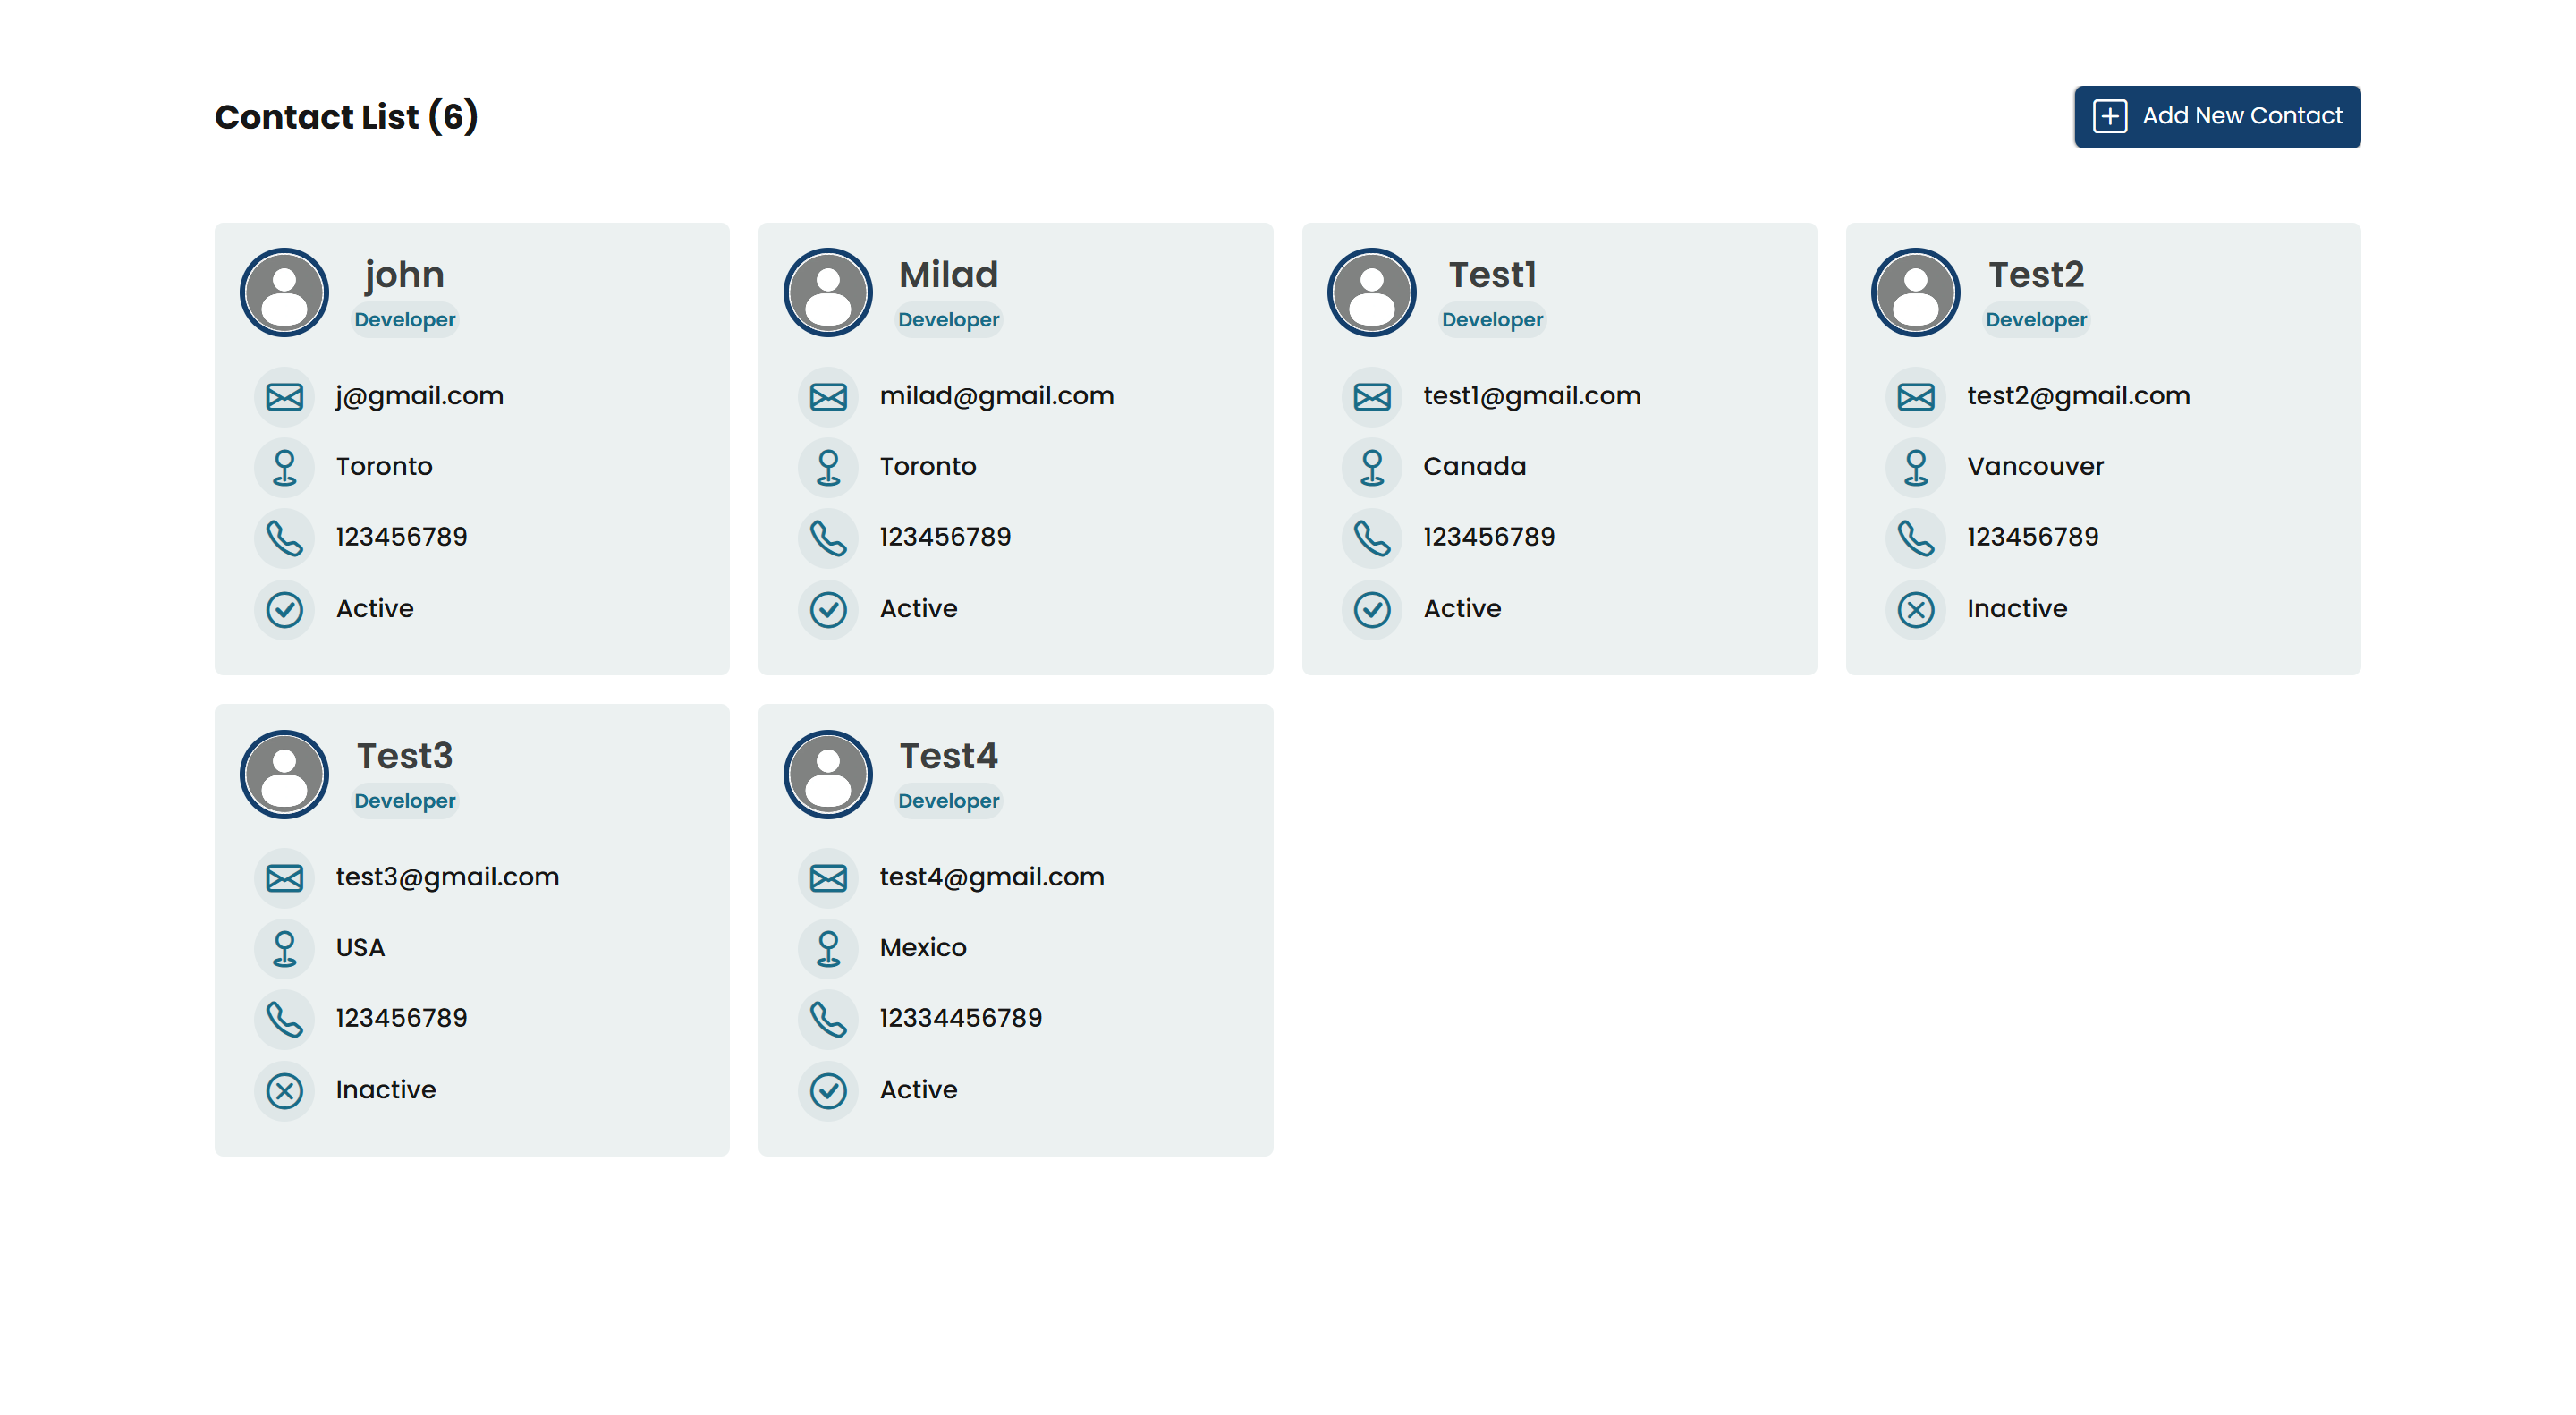 Contact List (6)
Add New Contact
john
Developer
j@gmail.com
Toronto
123456789
Active
Milad
Developer
milad@gmail.com
Toronto
123456789
Active
Test1
Developer
test1@gmail.com
Canada
123456789
Active
Test2
Developer
test2@gmail.com
Vancouver
123456789
Inactive
Test3
Developer
test3@gmail.com
USA
123456789
Inactive
Test4
Developer
test4@gmail.com
Mexico
12334456789
Active